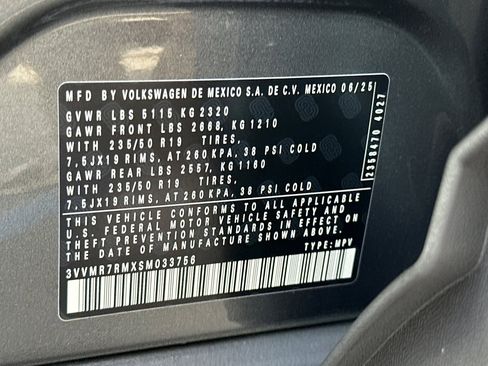 MFD BY VOLKSWAGEN DE MEXICO S.A. DE C.V. MEXICO 06/25
GVWR LBS 5115 KG 2320
GAWR FRONT LBS 2668, KG 1210
WITH 235/50 R19 TIRES,
7,5JX19 RIMS, AT 260 KPA, 38 PSI COLD
GAWR REAR LBS 2557, KG 1160
WITH 235/50 R19 TIRES,
7,5JX19 RIMS, AT 260 KPA, 38 PSI COLD
THIS VEHICLE CONFORMS TO ALL APPLICABLE
U.S. FEDERAL MOTOR VEHICLE SAFETY AND
THEFT PREVENTION STANDARDS IN EFFECT ON
THE DATE OF MANUFACTURE SHOWN ABOVE.
3VVMR7RMXSM033756 TYPE: MPV
2358470 4027